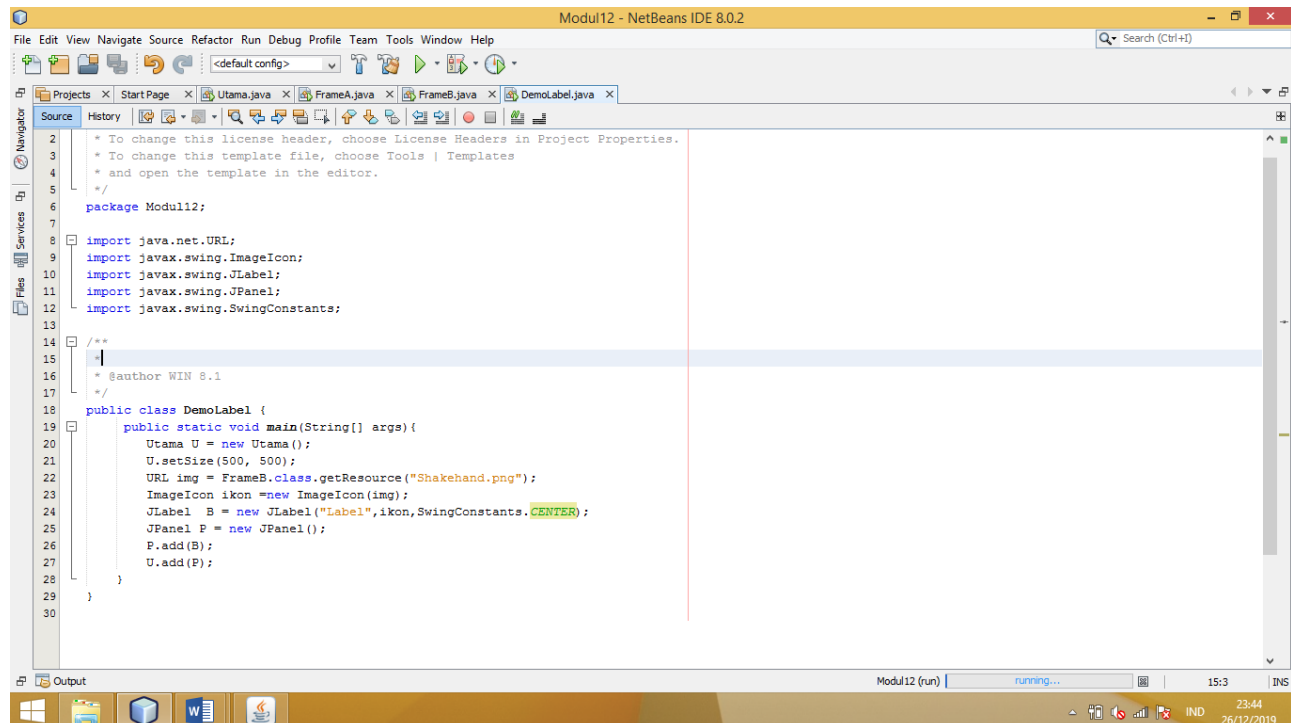 Modul12 - NetBeans IDE 8.0.2
File Edit View Navigate Source Refactor Run Debug Profile Team Tools Window Help
Search (Ctrl+I)
<default config>
Projects Start Page Utama.java FrameA.java FrameB.java DemoLabel.java
Source History
Navigator
Services
Files
2 * To change this license header, choose License Headers in Project Properties.
3 * To change this template file, choose Tools | Templates
4 * and open the template in the editor.
5 */
6 package Modul12;
7
8 import java.net.URL;
9 import javax.swing.ImageIcon;
10 import javax.swing.JLabel;
11 import javax.swing.JPanel;
12 import javax.swing.SwingConstants;
13
14 /**
15 *
16 * @author WIN 8.1
17 */
18 public class DemoLabel {
19 public static void main(String[] args){
20 Utama U = new Utama();
21 U.setSize(500, 500);
22 URL img = FrameB.class.getResource("Shakehand.png");
23 ImageIcon ikon =new ImageIcon(img);
24 JLabel B = new JLabel("Label",ikon,SwingConstants.CENTER);
25 JPanel P = new JPanel();
26 P.add(B);
27 U.add(P);
28 }
29 }
30
Output
Modul12 (run) running... 15:3 INS
IND 23:44
26/12/2019